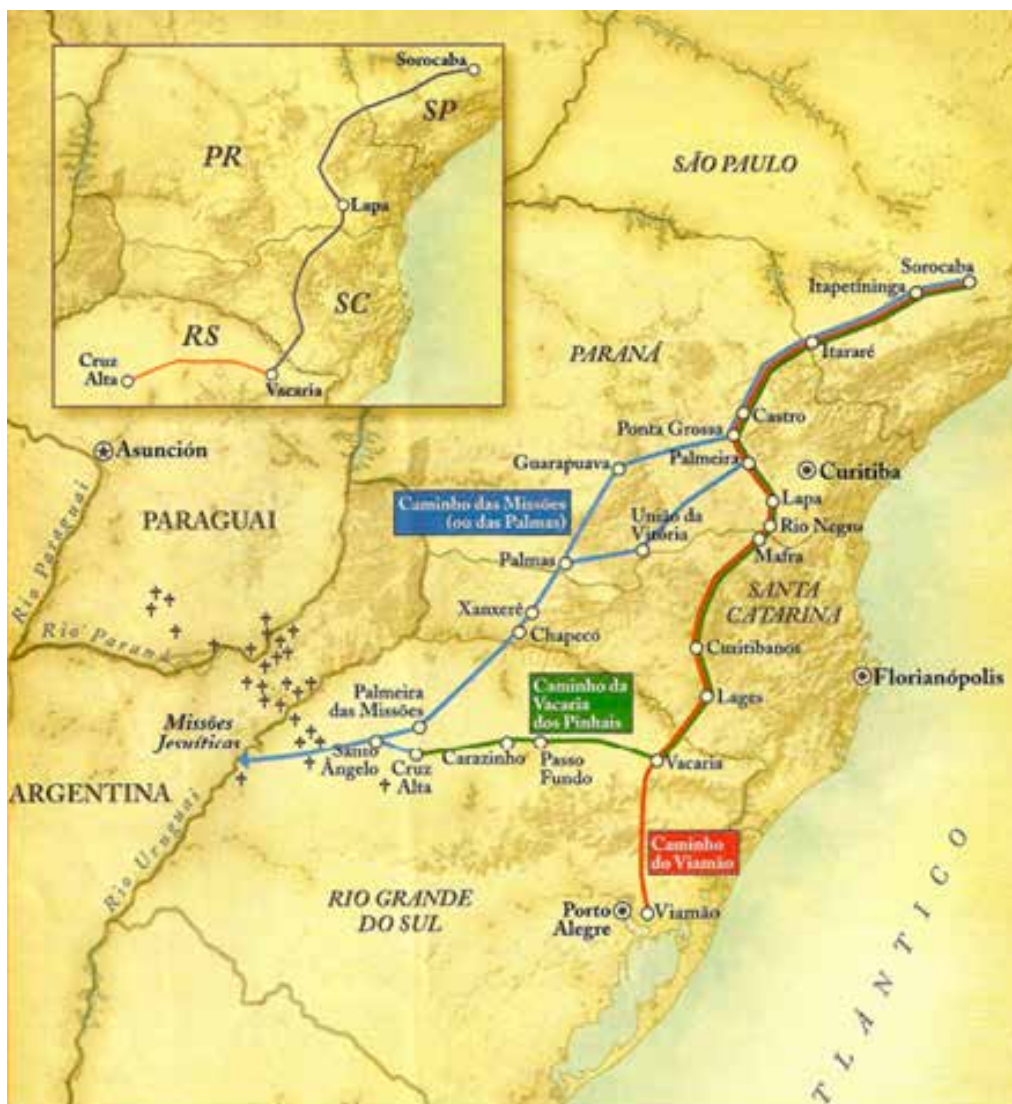 Sorocaba
SP
PR
Lapa
SC
RS
Cruz
Alta
Vacaria
SÃO PAULO
Sorocaba
Itapetininga
Itararé
PARANÁ
Castro
Ponta Grossa
Guarapuava
Palmeira
Curitiba
Asunción
Lapa
Caminho das Missões
(ou das Palmas)
União da
Vitória
Rio Negro
Mafra
PARAGUAI
Rio Paraguai
Palmas
SANTA
CATARINA
Xanxerê
Chapecó
Rio Paraná
Curitibanos
Florianópolis
Caminho da
Vacaria
dos Pinhais
Lages
Palmeira
das Missões
Missões
Jesuíticas
Santo
Ângelo
Cruz
Alta
Carazinho
Passo
Fundo
Vacaria
ARGENTINA
Rio Uruguai
Caminho
do Viamão
RIO GRANDE
DO SUL
Porto
Alegre
Viamão
TLÂNTICO